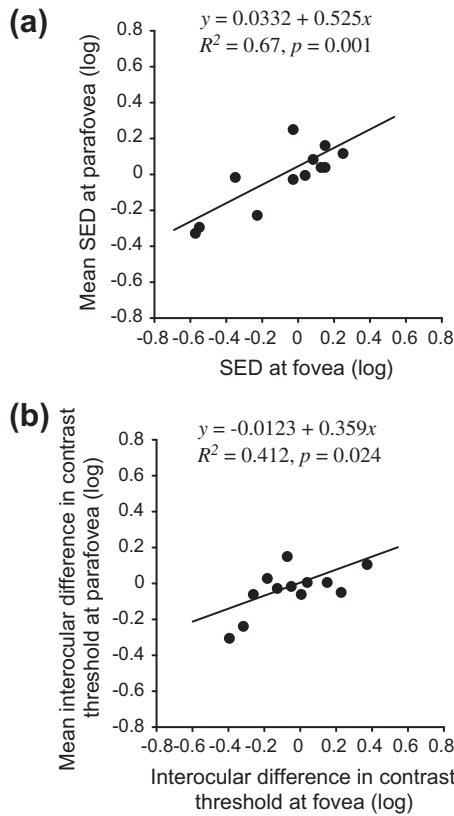 (a)
y = 0.0332 + 0.525x
R² = 0.67, p = 0.001
Mean SED at parafovea (log)
0.8
0.6
0.4
0.2
0
-0.2
-0.4
-0.6
-0.8
-0.8 -0.6 -0.4 -0.2 0 0.2 0.4 0.6 0.8
SED at fovea (log)
(b)
y = -0.0123 + 0.359x
R² = 0.412, p = 0.024
Mean interocular difference in contrast
threshold at parafovea (log)
0.8
0.6
0.4
0.2
0
-0.2
-0.4
-0.6
-0.8
-0.8 -0.6 -0.4 -0.2 0 0.2 0.4 0.6 0.8
Interocular difference in contrast
threshold at fovea (log)